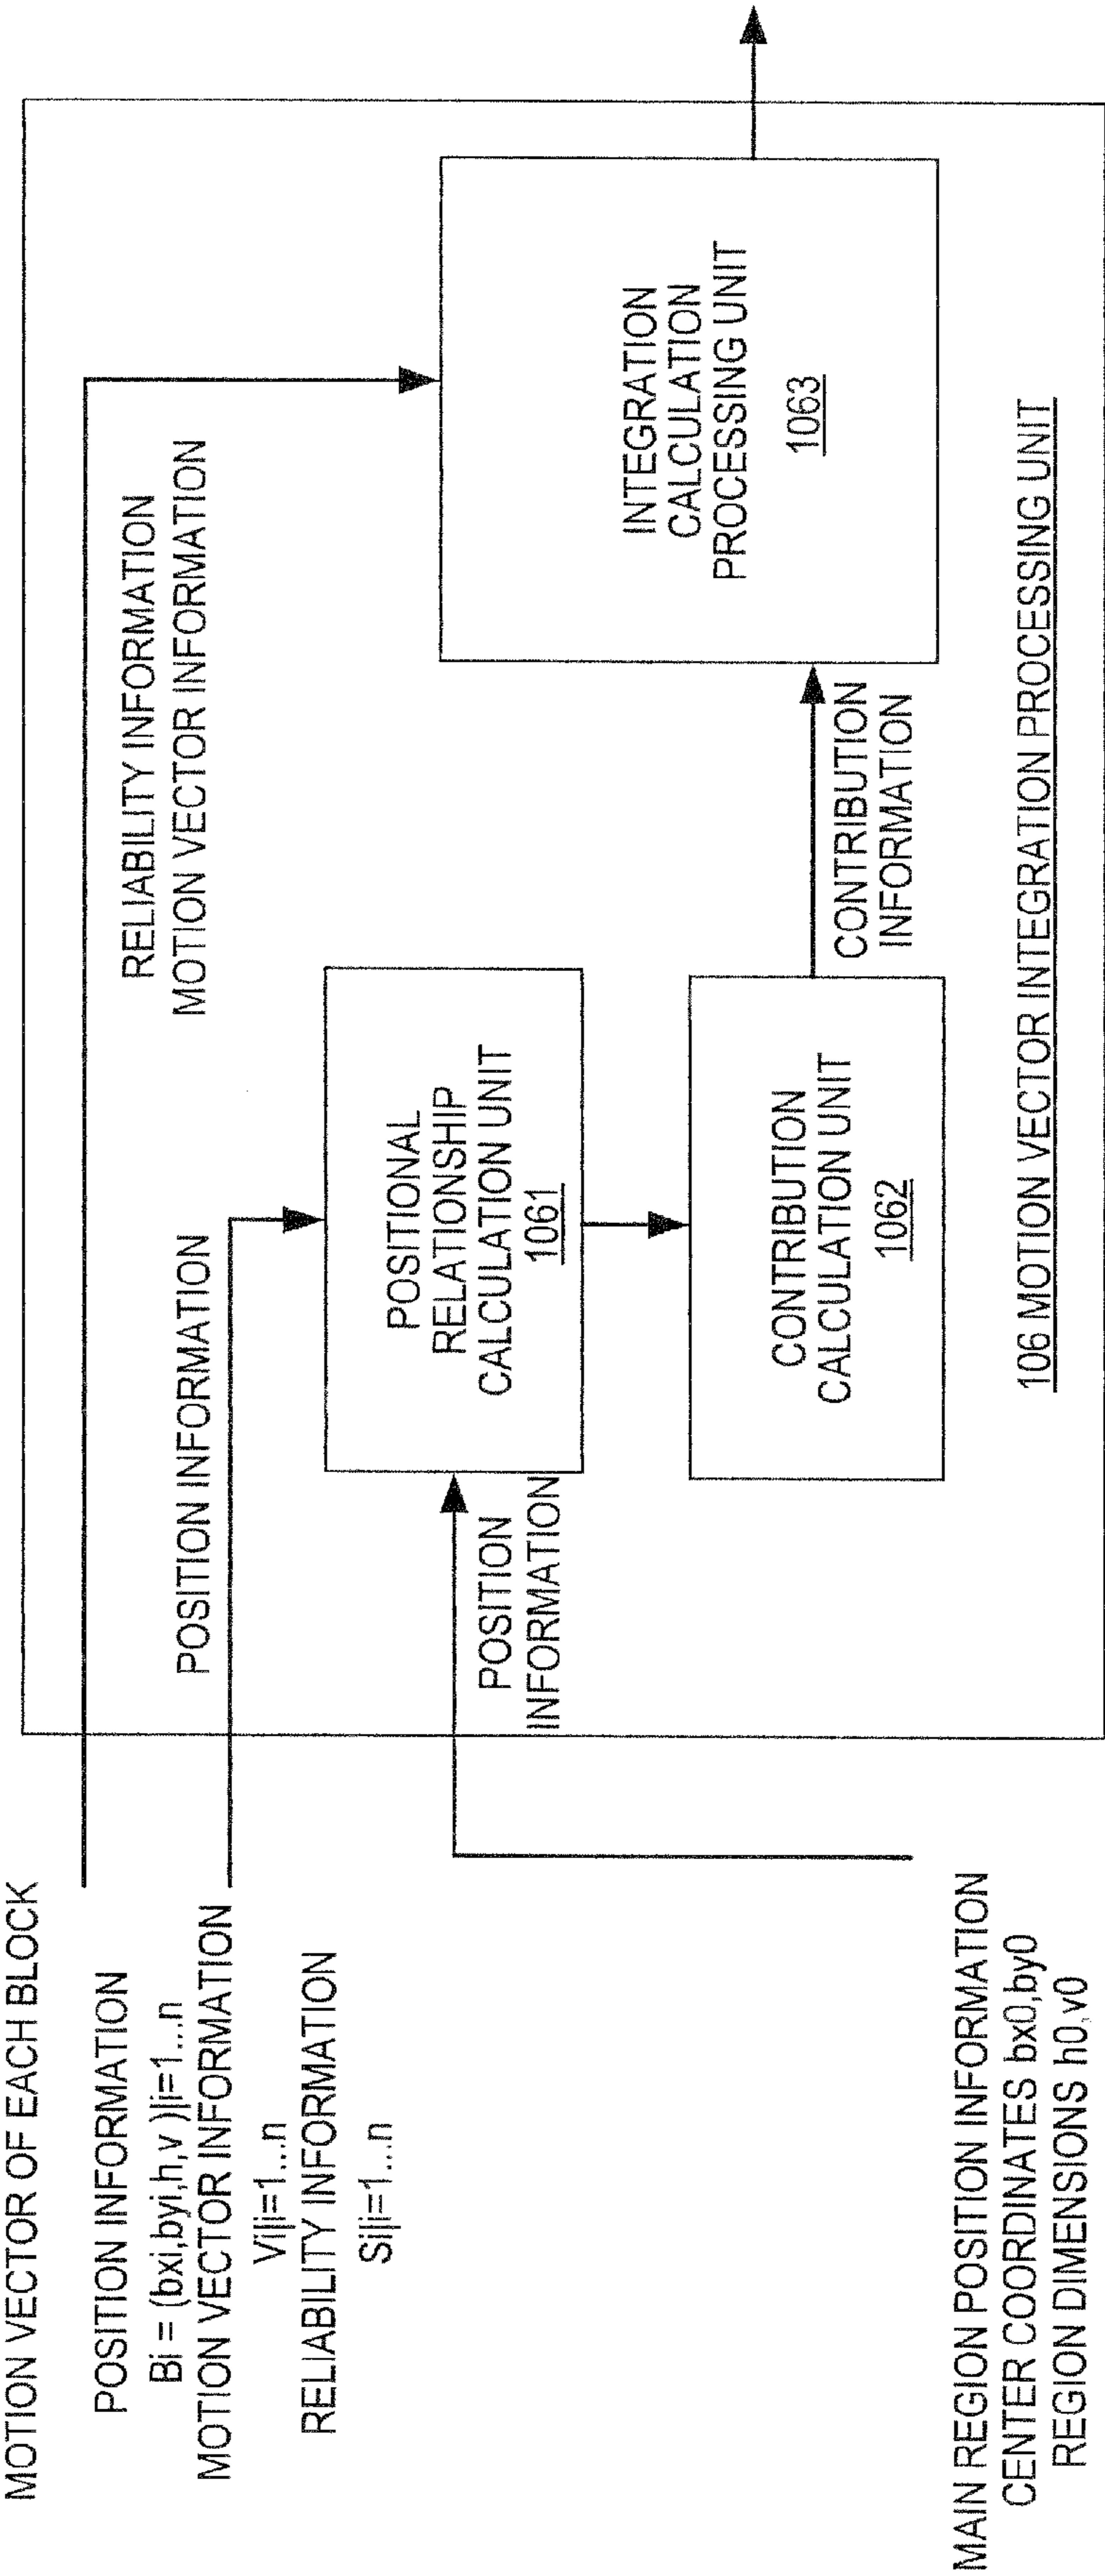 MOTION VECTOR OF EACH BLOCK
POSITION INFORMATION
Bi = (bxi,byi,h,v )|i=1...n
MOTION VECTOR INFORMATION
Vi|i=1...n
RELIABILITY INFORMATION
Si|i=1...n
MAIN REGION POSITION INFORMATION
CENTER COORDINATES bx0,by0
REGION DIMENSIONS h0,v0
RELIABILITY INFORMATION
MOTION VECTOR INFORMATION
POSITION INFORMATION
POSITION
INFORMATION
POSITIONAL
RELATIONSHIP
CALCULATION UNIT
1061
CONTRIBUTION
CALCULATION UNIT
1062
CONTRIBUTION
INFORMATION
INTEGRATION
CALCULATION
PROCESSING UNIT
1063
106 MOTION VECTOR INTEGRATION PROCESSING UNIT